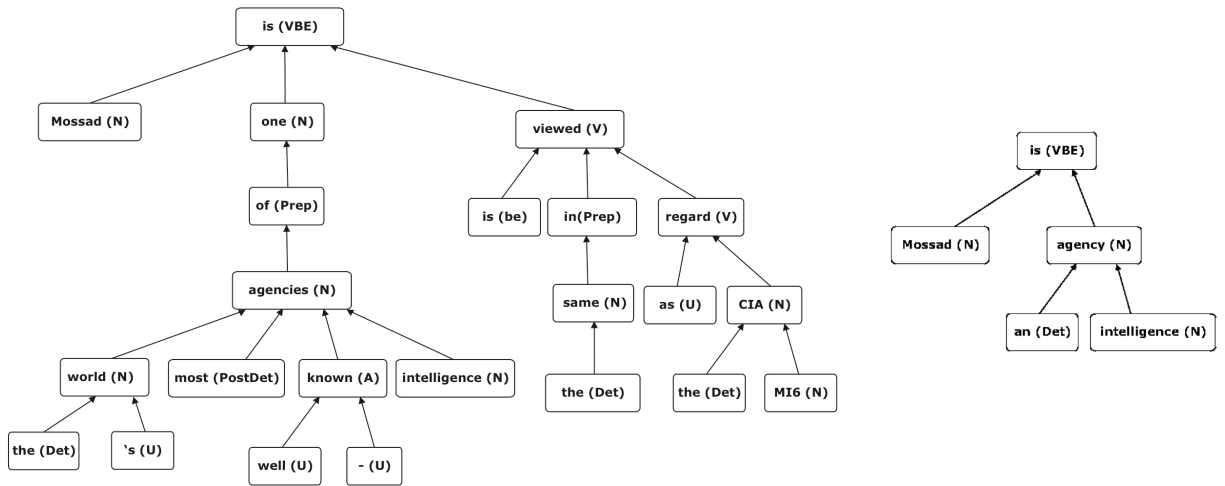 is (VBE)
Mossad (N)
one (N)
viewed (V)
of (Prep)
is (be)
in(Prep)
regard (V)
agencies (N)
same (N)
as (U)
CIA (N)
world (N)
most (PostDet)
known (A)
intelligence (N)
the (Det)
the (Det)
MI6 (N)
the (Det)
‘s (U)
well (U)
- (U)
is (VBE)
Mossad (N)
agency (N)
an (Det)
intelligence (N)